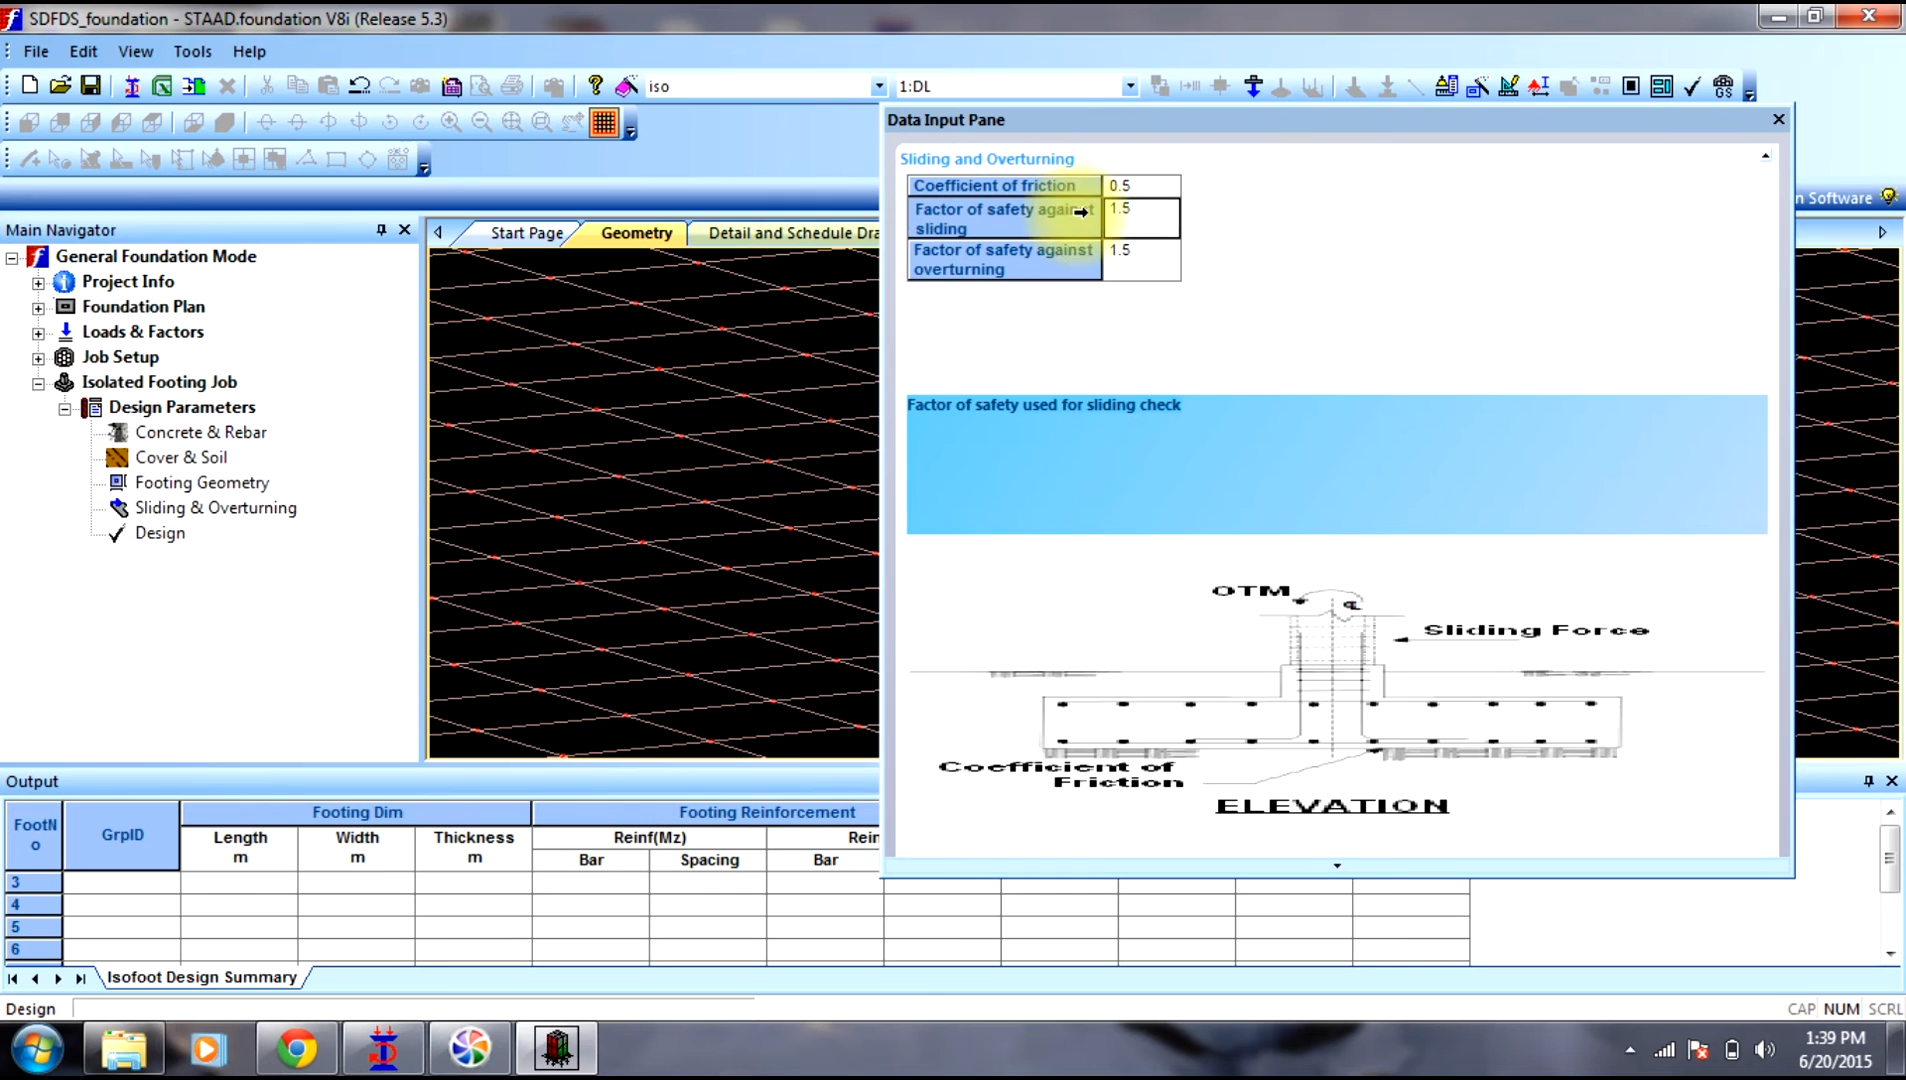 SDFDS_foundation - STAAD.foundation V8i (Release 5.3)
File Edit View Tools Help
iso 1:DL
Data Input Pane
Sliding and Overturning
Coefficient of friction 0.5
Factor of safety against sliding 1.5
Factor of safety against overturning 1.5
n Software
Main Navigator
Start Page Geometry Detail and Schedule Dra
General Foundation Mode
Project Info
Foundation Plan
Loads & Factors
Job Setup
Isolated Footing Job
Design Parameters
Concrete & Rebar
Cover & Soil
Footing Geometry
Sliding & Overturning
Design
Factor of safety used for sliding check
OTM
Sliding Force
Coefficient of
Friction
ELEVATION
Output
FootN
o
GrpID
Footing Dim
Footing Reinforcement
Length
m
Width
m
Thickness
m
Reinf(Mz)
Rein
Bar Spacing Bar
3
4
5
6
Isofoot Design Summary
Design
CAP NUM SCRL
1:39 PM
6/20/2015